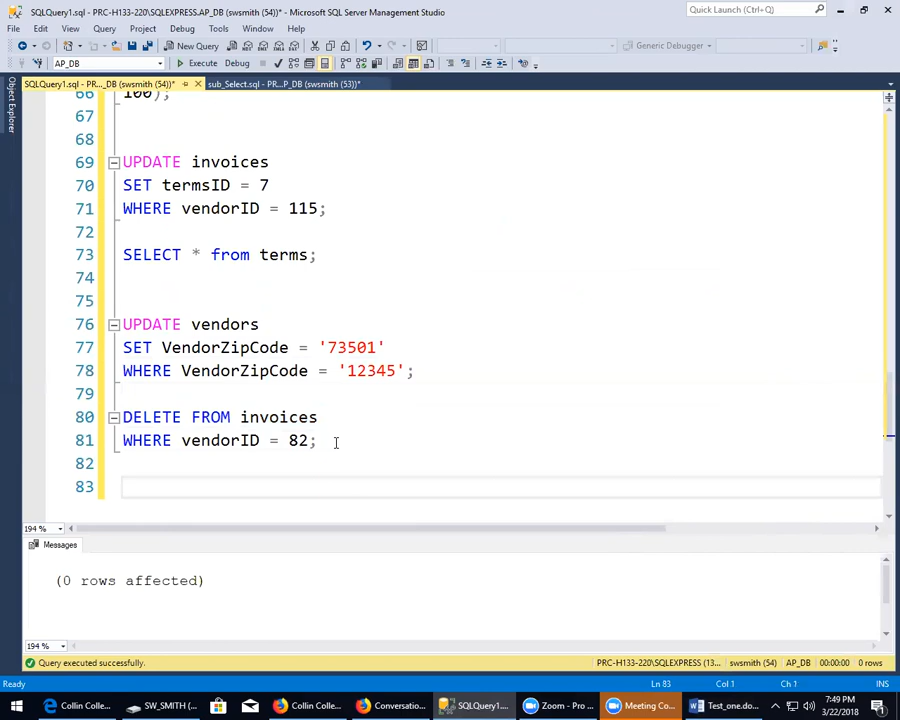 SQLQuery1.sql - PRC-H133-220\SQLEXPRESS.AP_DB (swsmith (54))* - Microsoft SQL Server Management Studio
Quick Launch (Ctrl+Q)
File Edit View Query Project Debug Tools Window Help
New Query
Generic Debugger
AP_DB
Execute Debug
SQLQuery1.sql - PR..._DB (swsmith (54))*
sub_Select.sql - PR...P_DB (swsmith (53))*
Object Explorer
66 100);
67
68
69 UPDATE invoices
70 SET termsID = 7
71 WHERE vendorID = 115;
72
73 SELECT * from terms;
74
75
76 UPDATE vendors
77 SET VendorZipCode = '73501'
78 WHERE VendorZipCode = '12345';
79
80 DELETE FROM invoices
81 WHERE vendorID = 82;
82
83
194 %
Messages
(0 rows affected)
194 %
Query executed successfully.
PRC-H133-220\SQLEXPRESS (13... swsmith (54) AP_DB 00:00:00 0 rows
Ready
Ln 83 Col 1 Ch 1 INS
Collin Colle...
SW_SMITH (...
Collin Colle...
Conversatio...
SQLQuery1...
Zoom - Pro ...
Meeting Co...
Test_one.do...
7:49 PM
3/22/2018